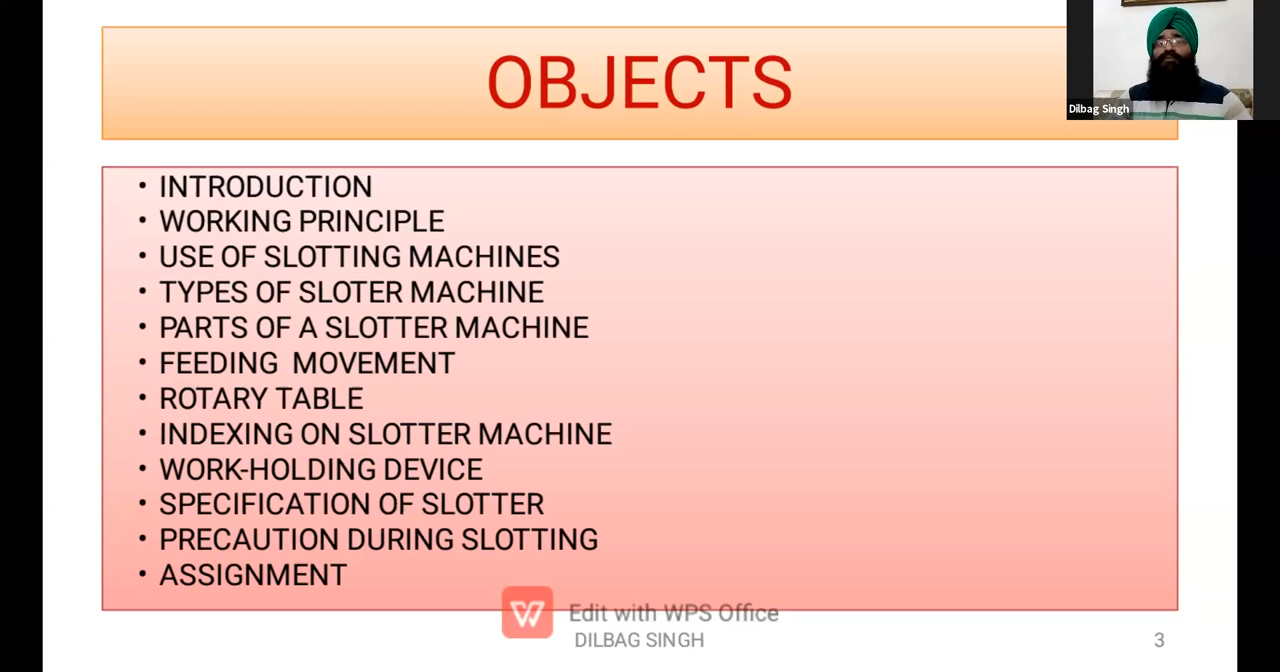 OBJECTS
Dilbag Singh
• INTRODUCTION
• WORKING PRINCIPLE
• USE OF SLOTTING MACHINES
• TYPES OF SLOTER MACHINE
• PARTS OF A SLOTTER MACHINE
• FEEDING  MOVEMENT
• ROTARY TABLE
• INDEXING ON SLOTTER MACHINE
• WORK-HOLDING DEVICE
• SPECIFICATION OF SLOTTER
• PRECAUTION DURING SLOTTING
• ASSIGNMENT
Edit with WPS Office
DILBAG SINGH
3